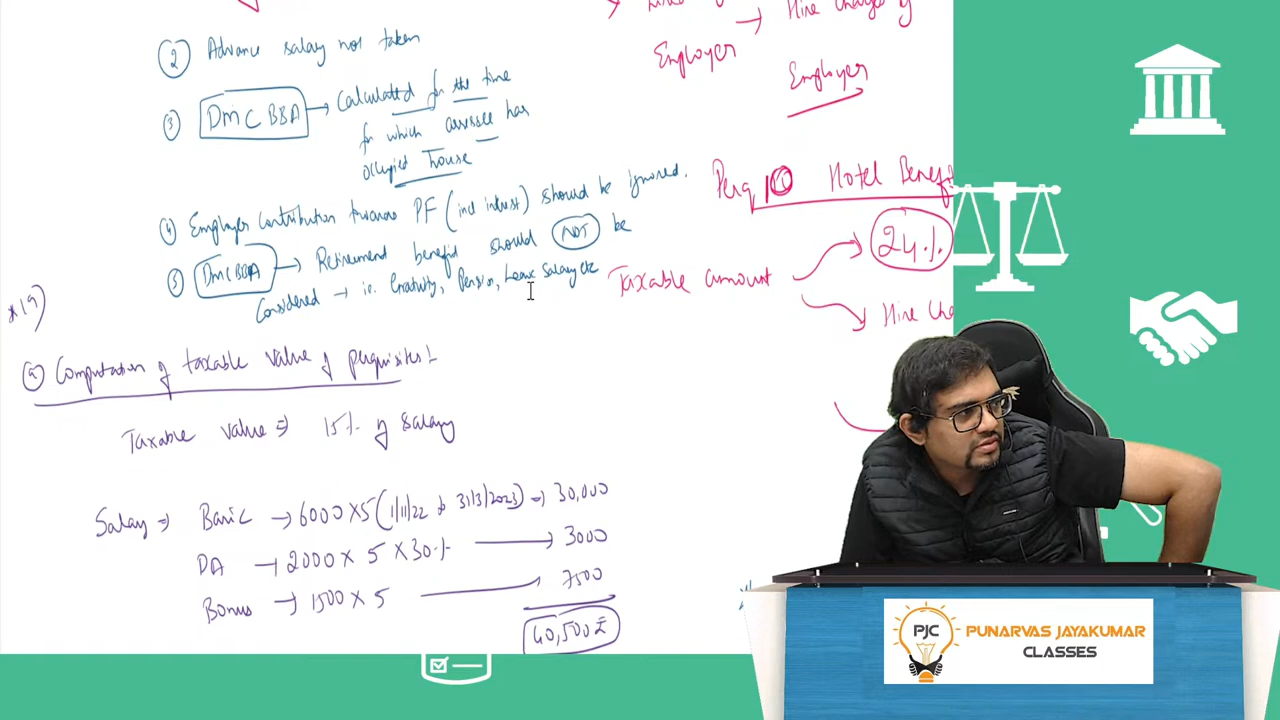 ② Advance salary not taken
③ DMC BBA → Calculated for the time
for which assessee has
occupied house
④ Employer contribution towards PF (incl interest) should be ignored.
⑤ DMC BBA → Retirement benefit should NOT be
Considered → i.e. Gratuity, Pension, Leave Salary etc
*19)
ⓐ Computation of taxable value of perquisites!
Taxable value ⇒ 15% of salary
Salary ⇒ Basic → 6000 X 5 (1/11/22 to 31/3/2023) ⇒ 30,000
DA → 2000 X 5 X 30% → 3000
Bonus → 1500 X 5 → 7500
40,500
→ Hire Charges of
Employer
Employer
Perq 10 Hotel Benefi
24%
Taxable amount
Hire Cha
PJC PUNARVAS JAYAKUMAR
CLASSES